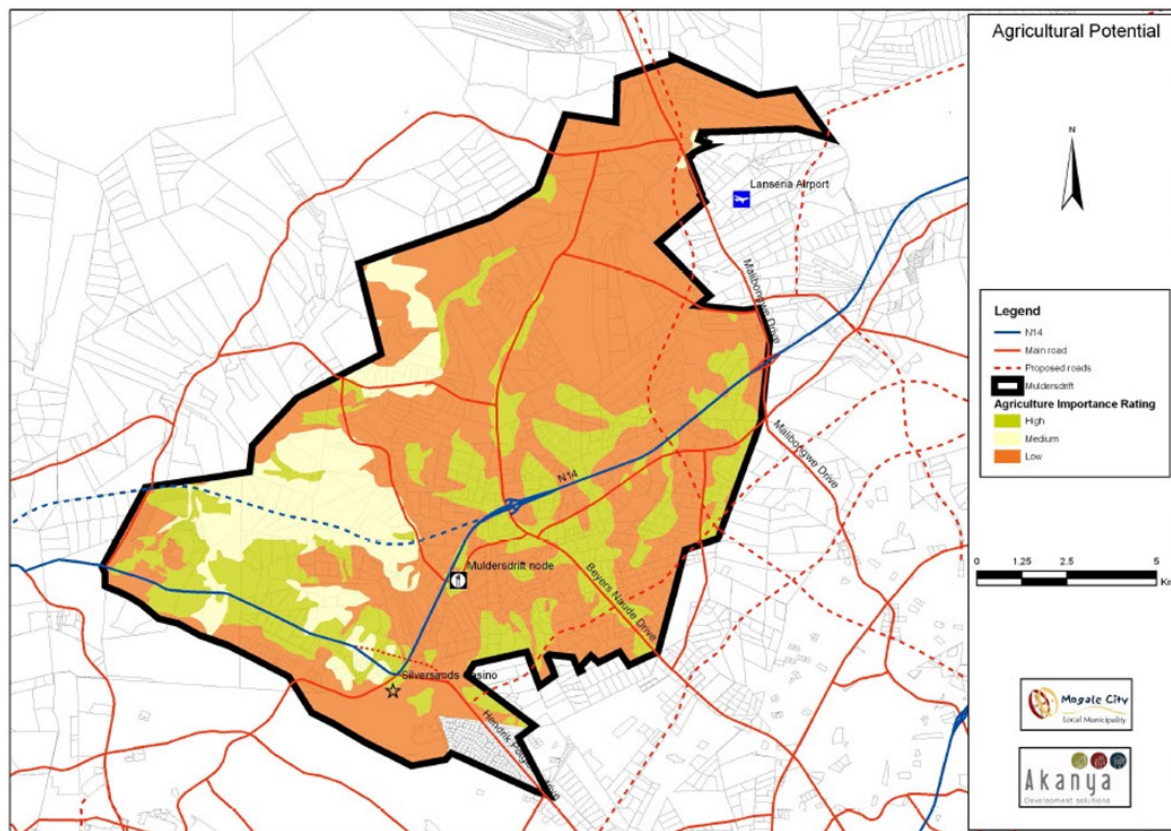 Agricultural Potential
N
Lanseria Airport
Malibongwe Drive
N14
Malibongwe Drive
Muldersdrift node
Beyers Naude Drive
Silversands Casino
Hendrik
Legend
N14
Main road
Proposed roads
Muldersdrift
Agriculture Importance Rating
High
Medium
Low
0 1.25 2.5 5
Mogale City
Local Municipality
Akanya
Development solutions